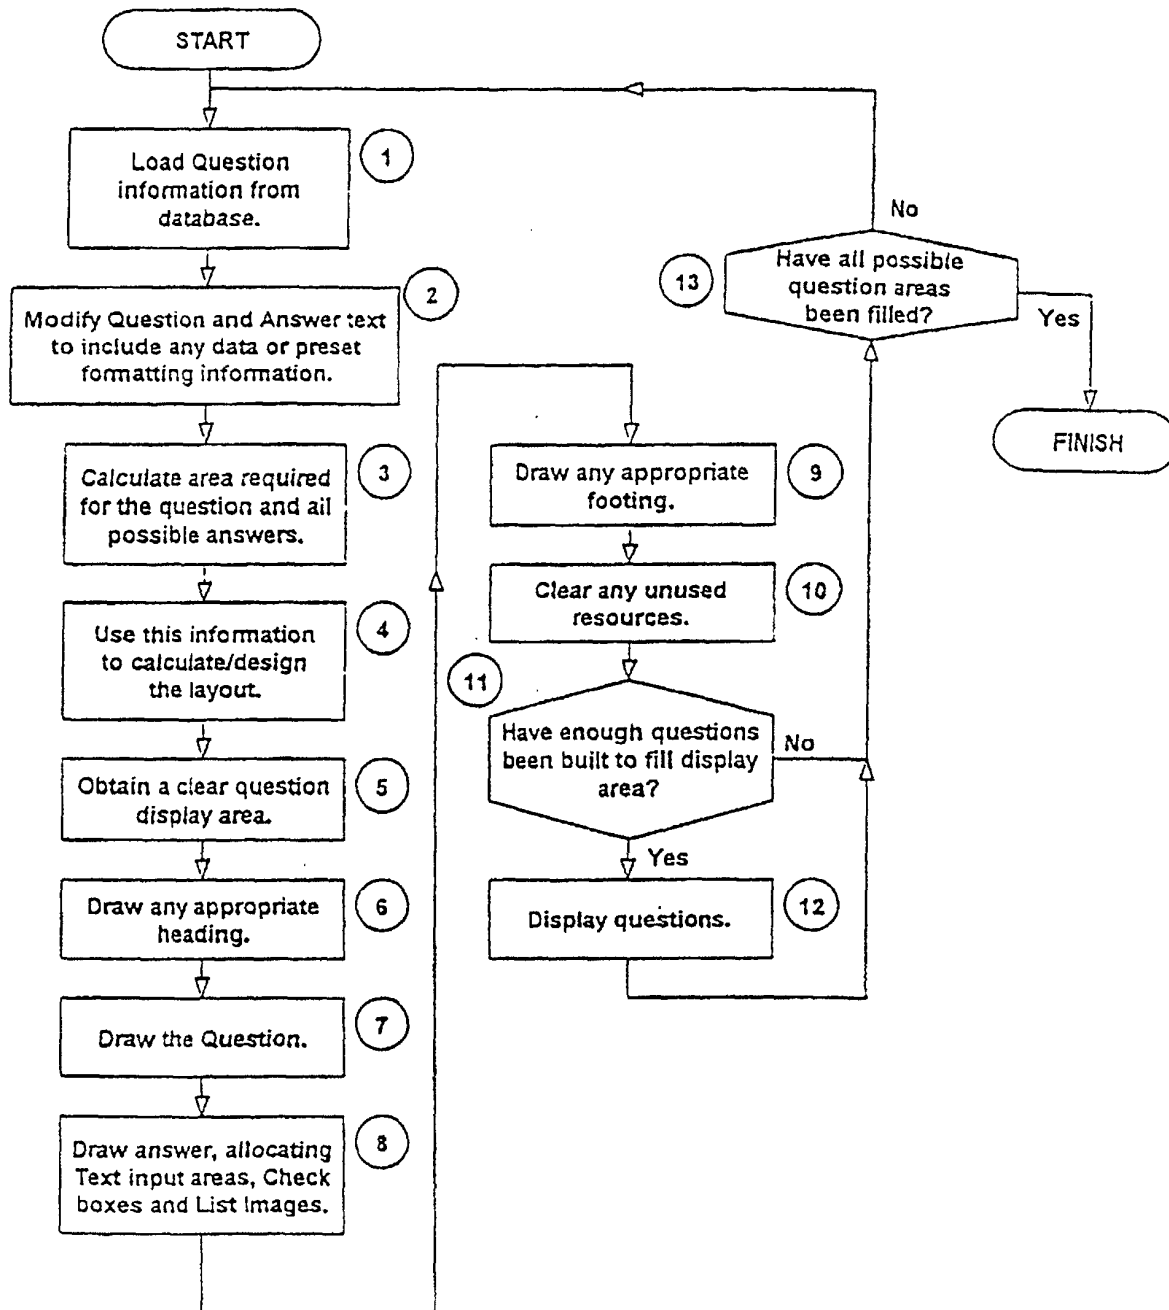 START
Load Question
information from
database.
1
Modify Question and Answer text
to include any data or preset
formatting information.
2
Calculate area required
for the question and all
possible answers.
3
Use this information
to calculate/design
the layout.
4
Obtain a clear question
display area.
5
Draw any appropriate
heading.
6
Draw the Question.
7
Draw answer, allocating
Text input areas, Check
boxes and List Images.
8
Draw any appropriate
footing.
9
Clear any unused
resources.
10
11
Have enough questions
been built to fill display
area?
No
Yes
Display questions.
12
13
Have all possible
question areas
been filled?
No
Yes
FINISH